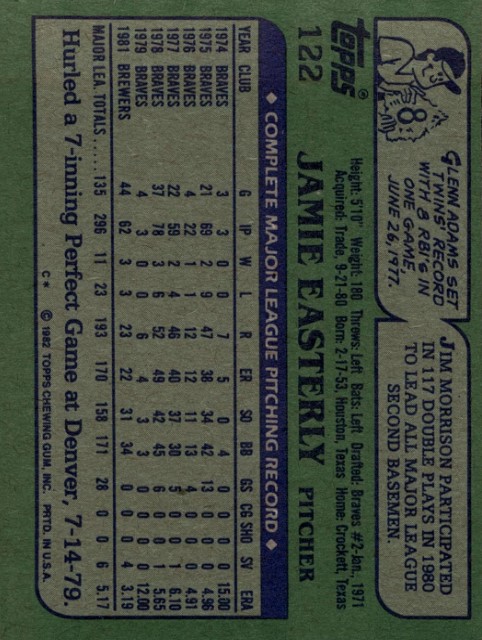 GLENN ADAMS SET
TWINS' RECORD
WITH 8 RBI'S IN
ONE GAME,
JUNE 26, 1977.
8
JIM MORRISON PARTICIPATED
IN 117 DOUBLE PLAYS IN 1980
TO LEAD ALL MAJOR LEAGUE
SECOND BASEMEN.
Topps®
122
Height: 5'10" Weight: 180 Throws: Left Bats: Left Drafted: Braves #2-Jan., 1971
Acquired: Trade, 9-21-80 Born: 2-17-53, Houston, Texas Home: Crockett, Texas
JAMIE EASTERLY PITCHER
◆ COMPLETE MAJOR LEAGUE PITCHING RECORD ◆
YEAR CLUB G IP W L R ER SO BB GS CG SHO SV ERA
1974 BRAVES 3 3 0 0 7 5 0 4 0 0 0 0 15.00
1975 BRAVES 21 69 2 9 47 38 34 42 13 0 0 0 4.96
1976 BRAVES 4 22 1 1 12 12 11 13 4 0 0 0 4.91
1977 BRAVES 22 59 2 4 46 40 37 30 5 0 0 1 6.10
1978 BRAVES 37 78 3 6 52 49 42 45 6 0 0 1 5.65
1979 BRAVES 4 3 0 0 6 4 3 3 0 0 0 0 12.00
1981 BREWERS 44 62 3 3 23 22 31 34 0 0 0 4 3.19
MAJOR LEA. TOTALS..... 135 296 11 23 193 170 158 171 28 0 0 6 5.17
Hurled a 7-inning Perfect Game at Denver, 7-14-79.
C* © 1982 TOPPS CHEWING GUM, INC. PRTD. IN U.S.A.